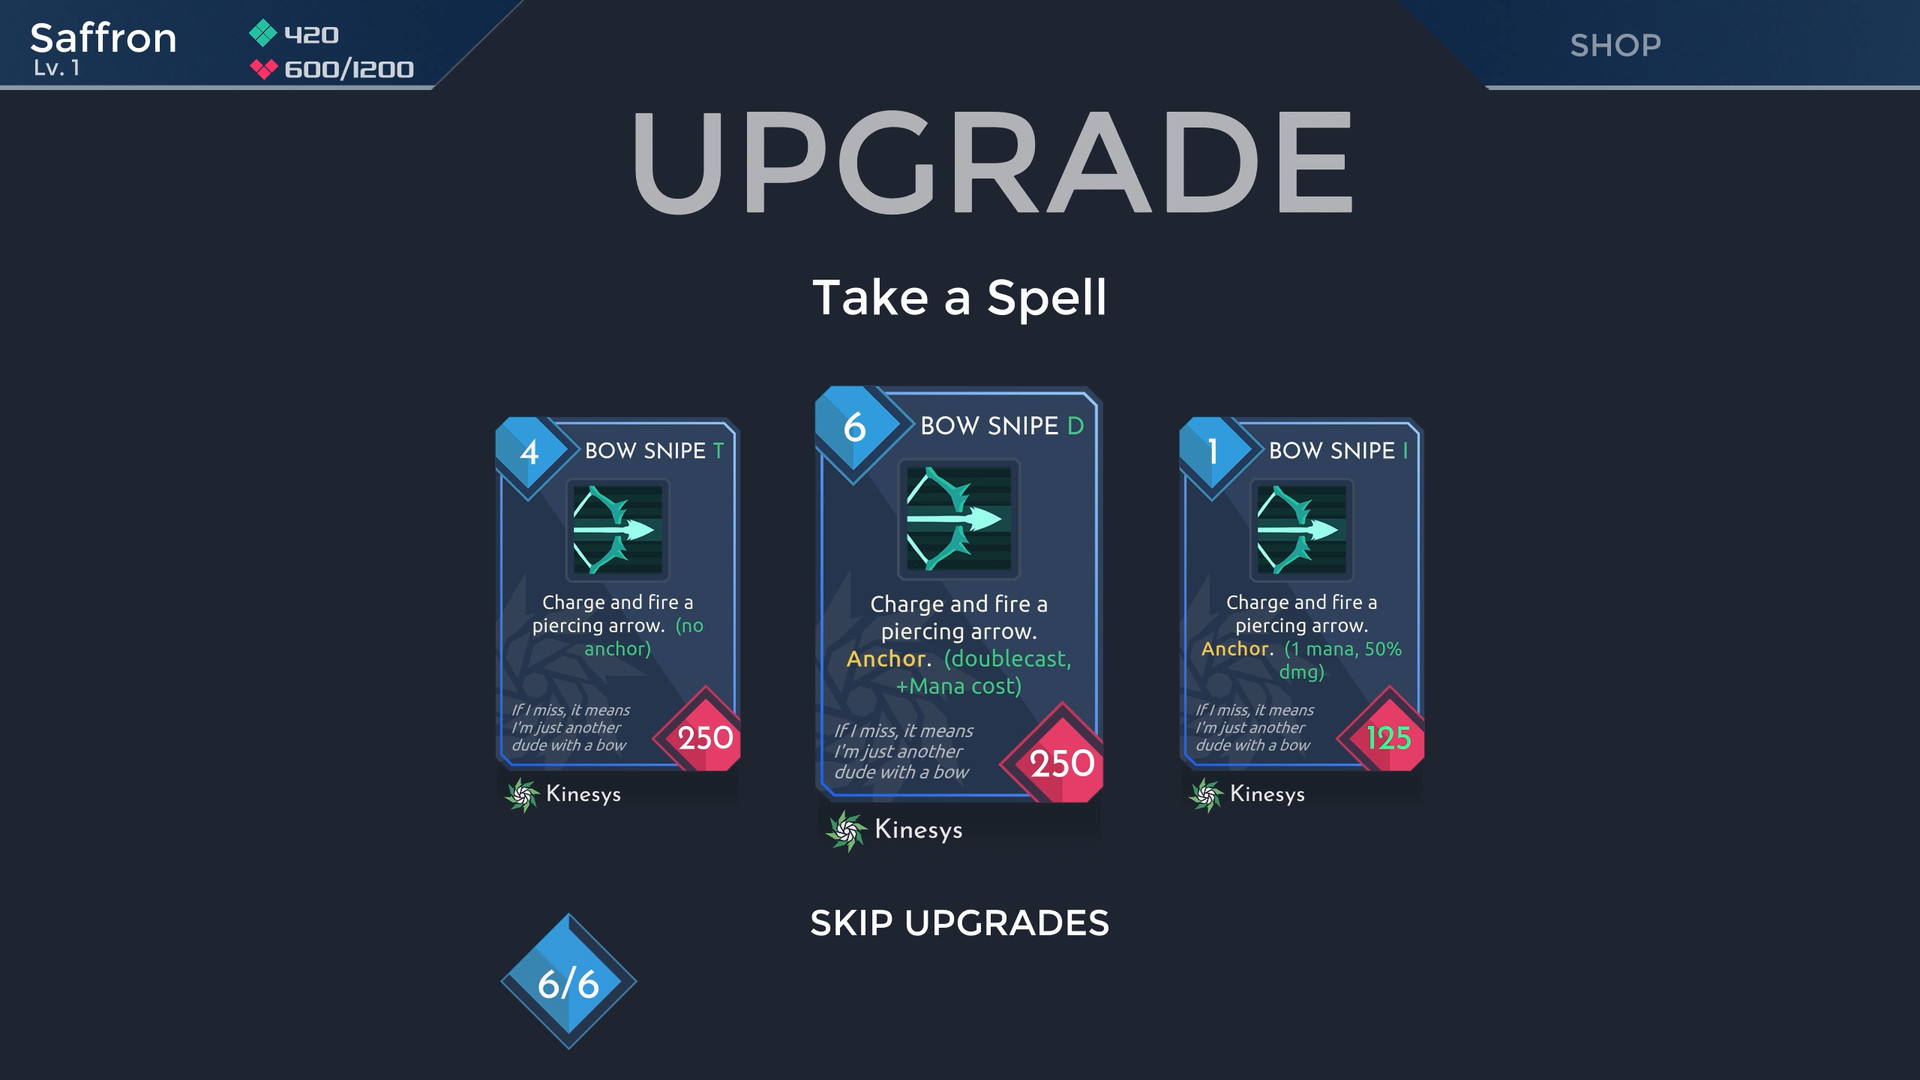 Saffron
Lv. 1
420
600/1200
SHOP
UPGRADE
Take a Spell
4
BOW SNIPE T
Charge and fire a
piercing arrow. (no
anchor)
If I miss, it means
I'm just another
dude with a bow
250
Kinesys
6
BOW SNIPE D
Charge and fire a
piercing arrow.
Anchor. (doublecast,
+Mana cost)
If I miss, it means
I'm just another
dude with a bow
250
Kinesys
1
BOW SNIPE I
Charge and fire a
piercing arrow.
Anchor. (1 mana, 50%
dmg)
If I miss, it means
I'm just another
dude with a bow
125
Kinesys
SKIP UPGRADES
6/6